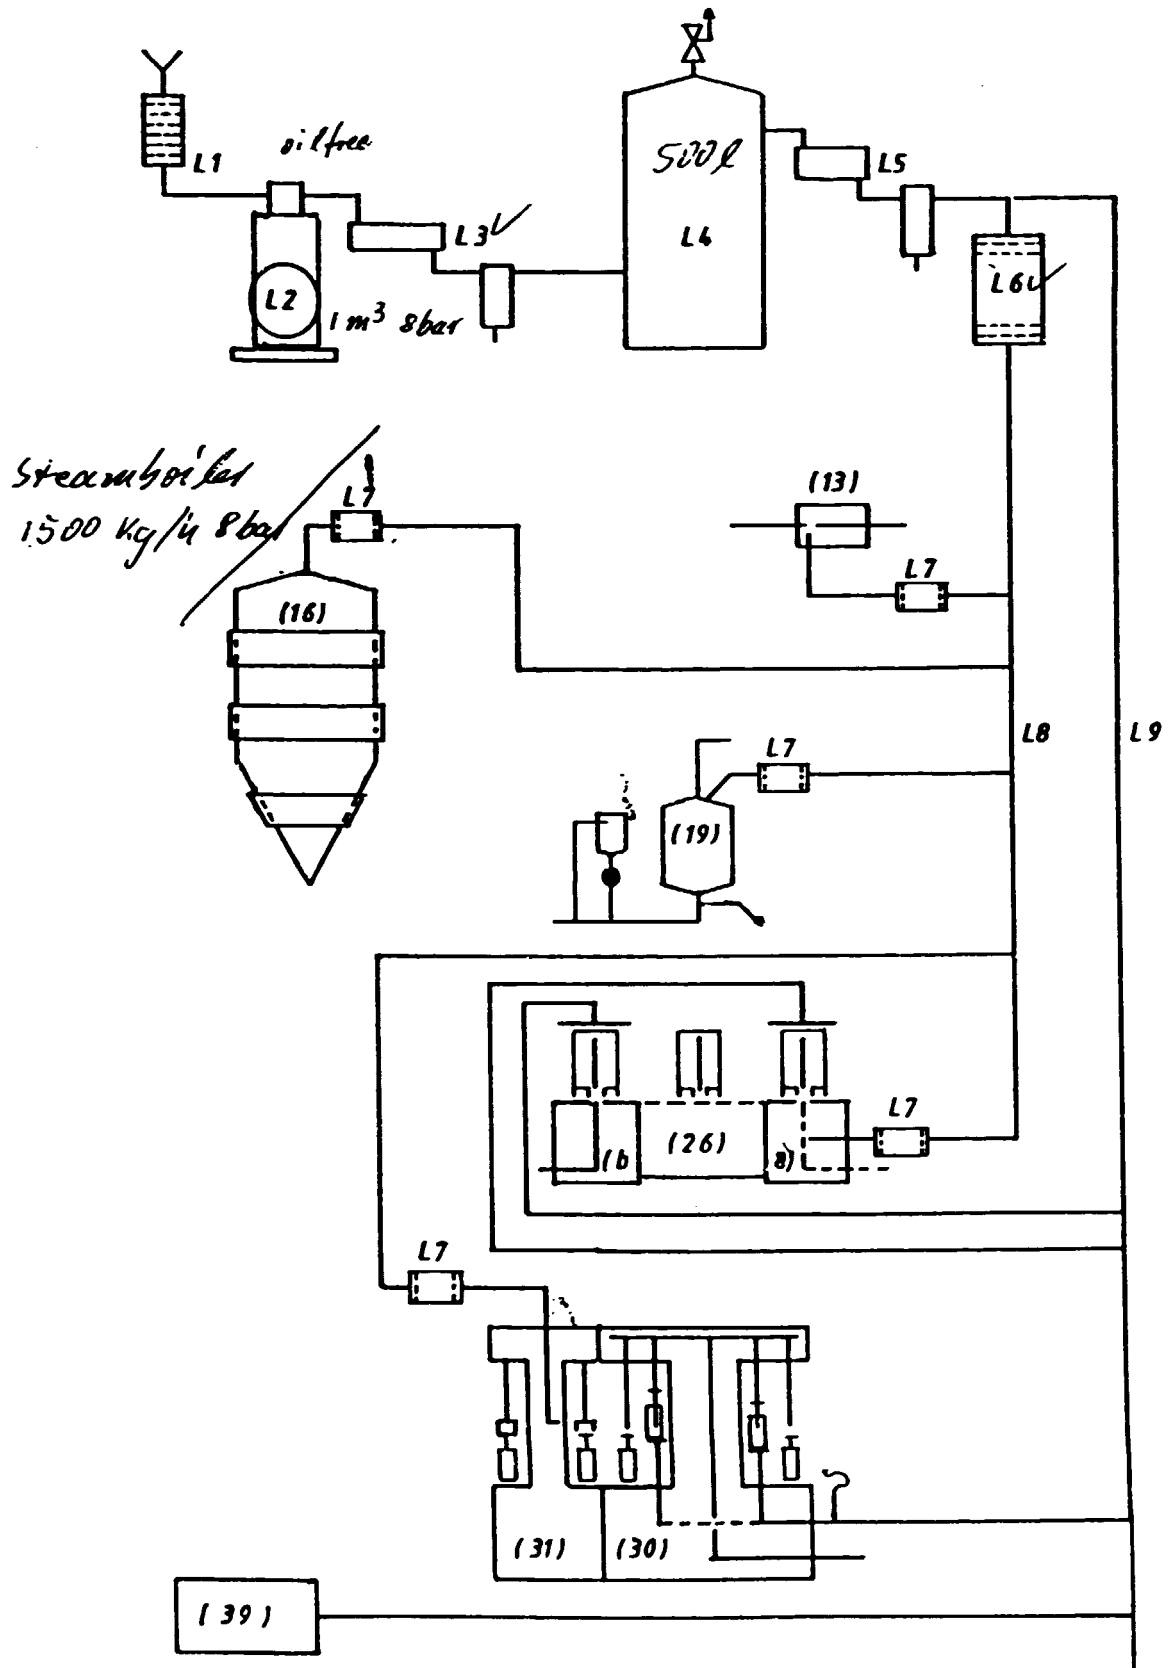 oilfree
L1
500l
L5
L3
L4
L6
L2
1 m³ 8bar
Steamboiler
1500 Kg/h 8bar
L7
(13)
L7
(16)
L8
L9
L7
(19)
L7
(26)
(b
a)
L7
(31)
(30)
(39)